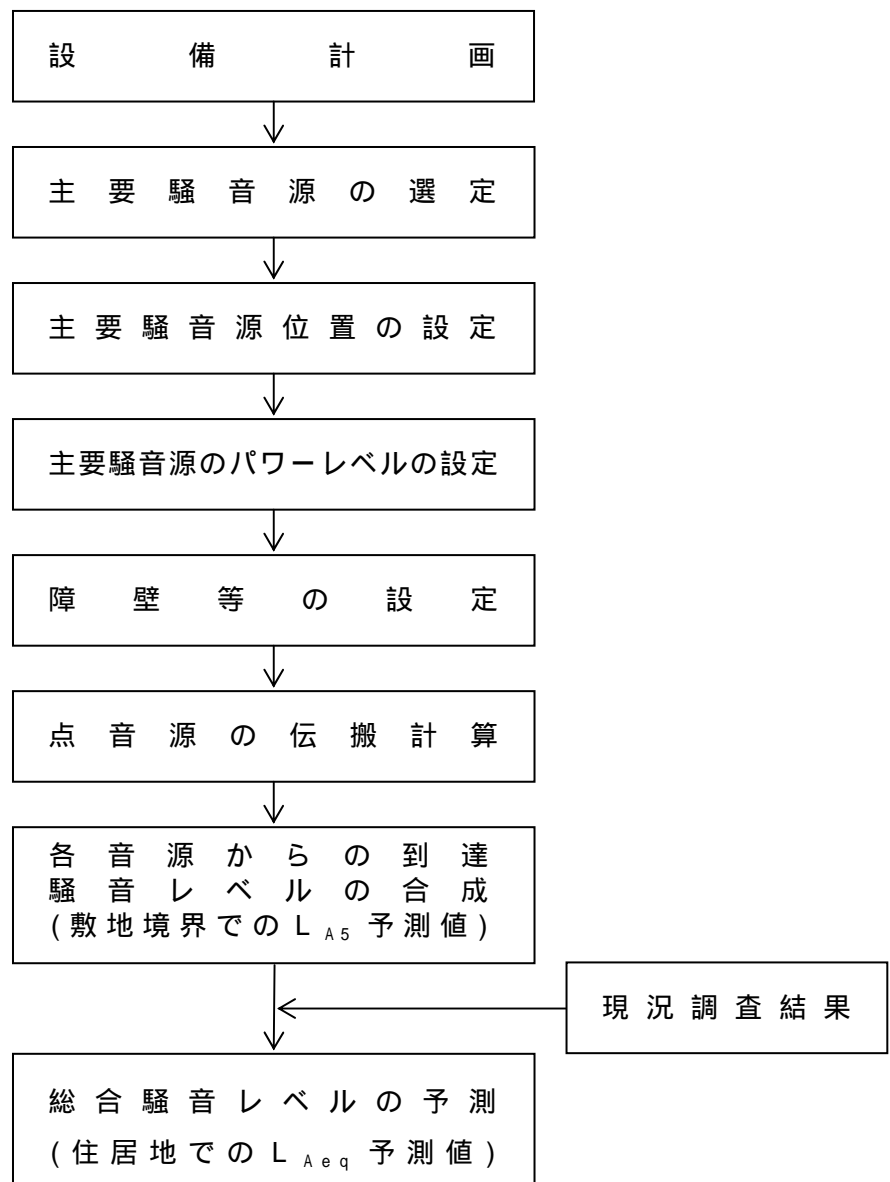 設備計画
主要騒音源の選定
主要騒音源位置の設定
主要騒音源のパワーレベルの設定
障壁等の設定
点音源の伝搬計算
各音源からの到達
騒音レベルの合成
(敷地境界でのLA5予測値)
現況調査結果
総合騒音レベルの予測
(住居地でのLAeq予測値)